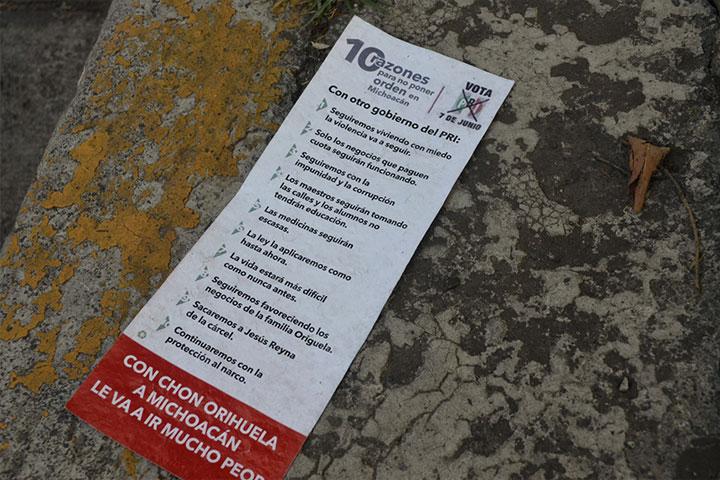 10
razones
para no poner
orden en
Michoacán
VOTA
PRI
7 DE JUNIO
Con otro gobierno del PRI:
Seguiremos viviendo con miedo
la violencia va a seguir.
Solo los negocios que paguen
cuota seguirán funcionando.
Seguiremos con la
impunidad y la corrupción
Los maestros seguirán tomando
las calles y los alumnos no
tendrán educación.
Las medicinas seguirán
escasas.
La ley la aplicaremos como
hasta ahora.
La vida estará más difícil
como nunca antes.
Seguiremos favoreciendo los
negocios de la familia Origuela.
Sacaremos a Jesús Reyna
de la cárcel.
Continuaremos con la
protección al narco.
CON CHON ORIHUELA
A MICHOACÁN
LE VA A IR MUCHO PEOR